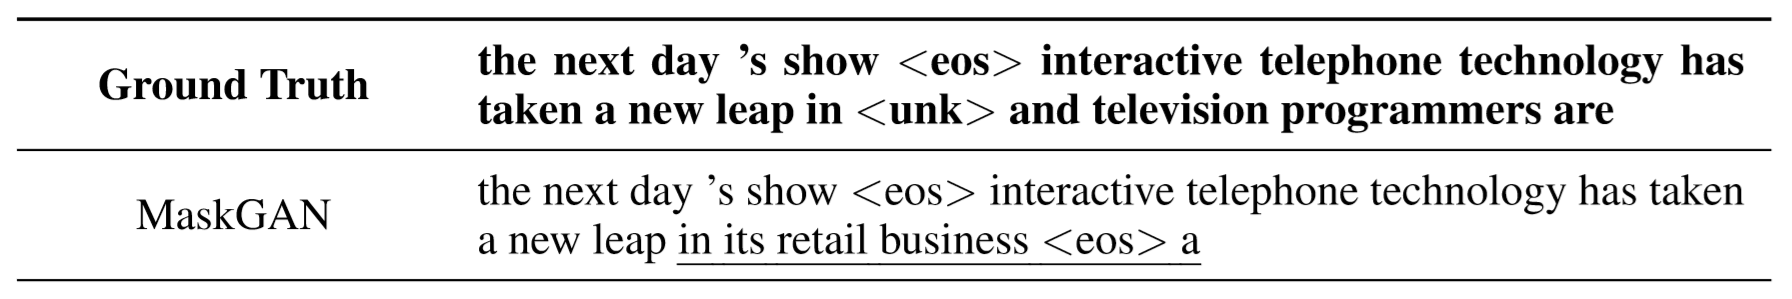 Ground Truth
the next day ’s show <eos> interactive telephone technology has
taken a new leap in <unk> and television programmers are
MaskGAN
the next day ’s show <eos> interactive telephone technology has taken
a new leap in its retail business <eos> a